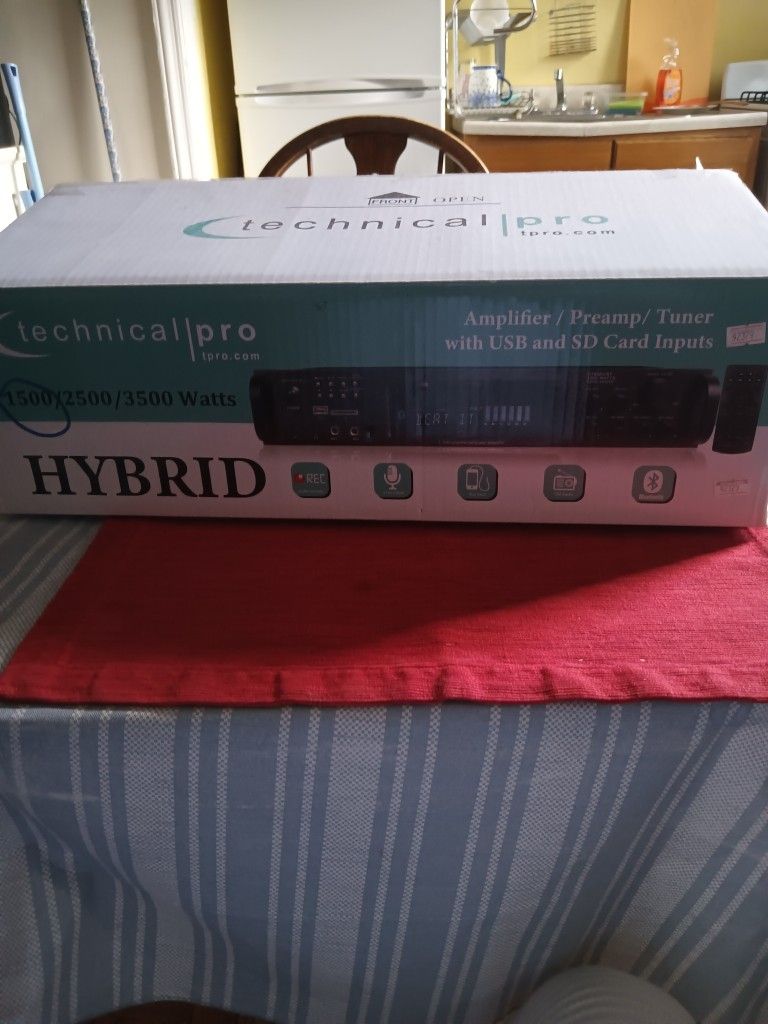 FRONT OPEN
technical pro
tpro.com
technical pro
tpro.com
Amplifier / Preamp/ Tuner
with USB and SD Card Inputs
1500/2500/3500 Watts
HYBRID
REC
Bluetooth